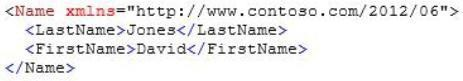 <Name xmlns="http://www.contoso.com/2012/06">
<LastName>Jones</LastName>
<FirstName>David</FirstName>
</Name>